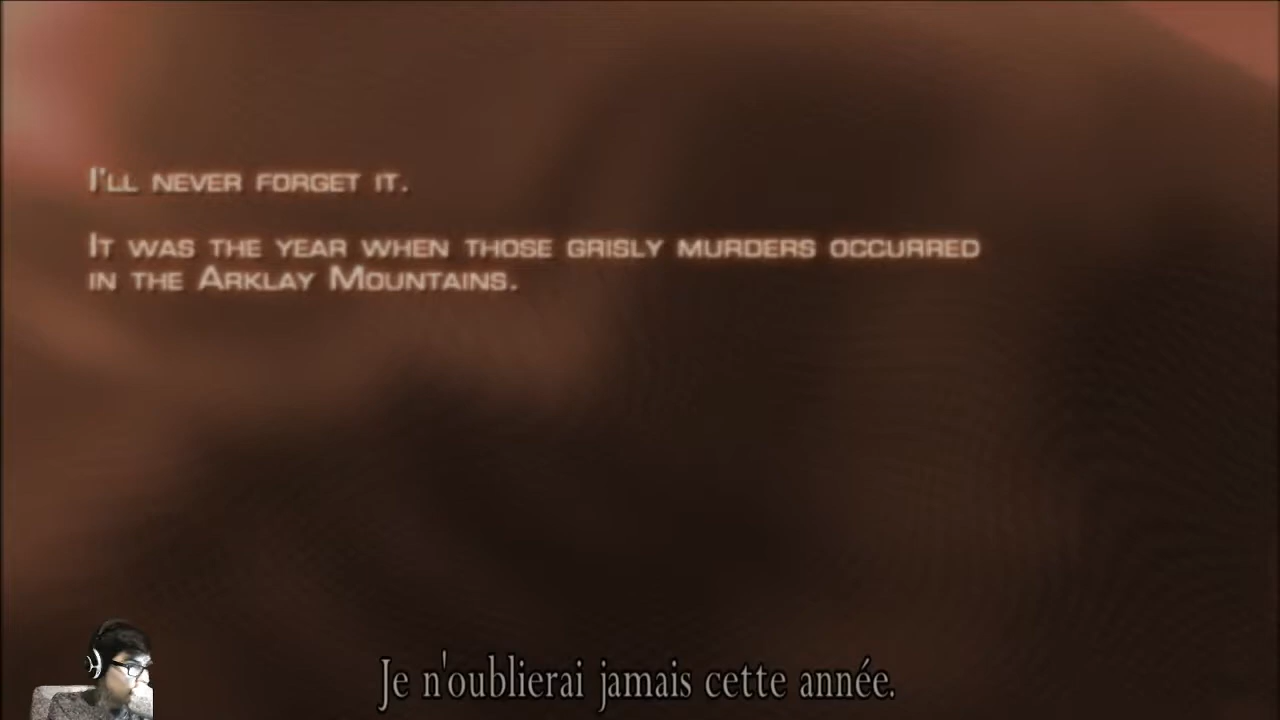 I'LL NEVER FORGET IT.
IT WAS THE YEAR WHEN THOSE GRISLY MURDERS OCCURRED
IN THE ARKLAY MOUNTAINS.
Je n'oublierai jamais cette année.